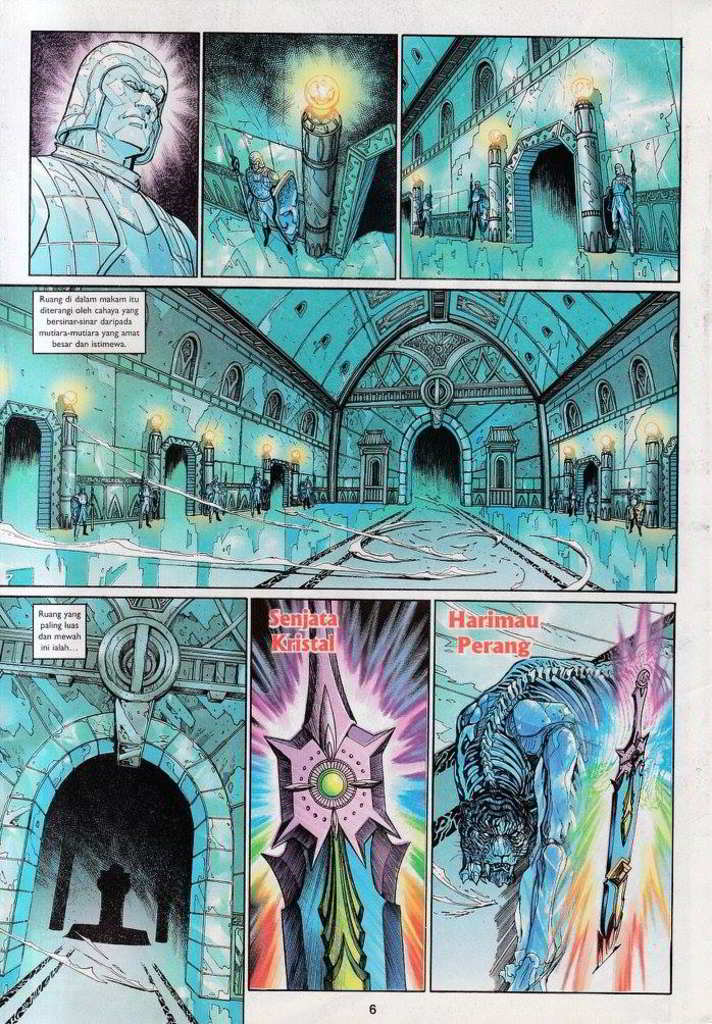 Ruang di dalam makam itu
diterangi oleh cahaya yang
bersinar-sinar daripada
mutiara-mutiara yang amat
besar dan istimewa.
Ruang yang
paling luas
dan mewah
ini ialah...
Senjata
Kristal
Harimau
Perang
6